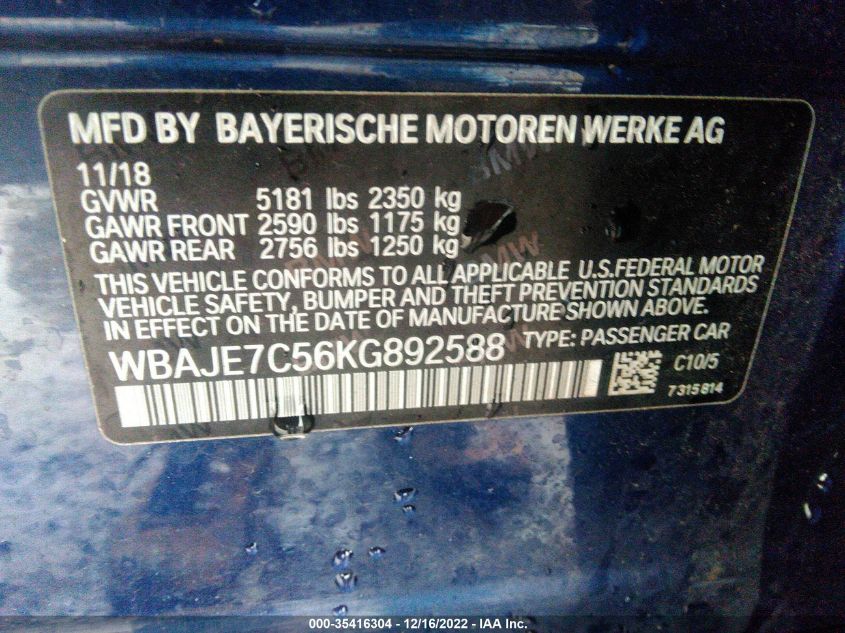 MFD BY BAYERISCHE MOTOREN WERKE AG
11/18
GVWR 5181 lbs 2350 kg
GAWR FRONT 2590 lbs 1175 kg
GAWR REAR 2756 lbs 1250 kg
THIS VEHICLE CONFORMS TO ALL APPLICABLE U.S.FEDERAL MOTOR
VEHICLE SAFETY, BUMPER AND THEFT PREVENTION STANDARDS
IN EFFECT ON THE DATE OF MANUFACTURE SHOWN ABOVE.
WBAJE7C56KG892588 TYPE: PASSENGER CAR
C10/5
7315814
000-35416304 - 12/16/2022 - IAA Inc.